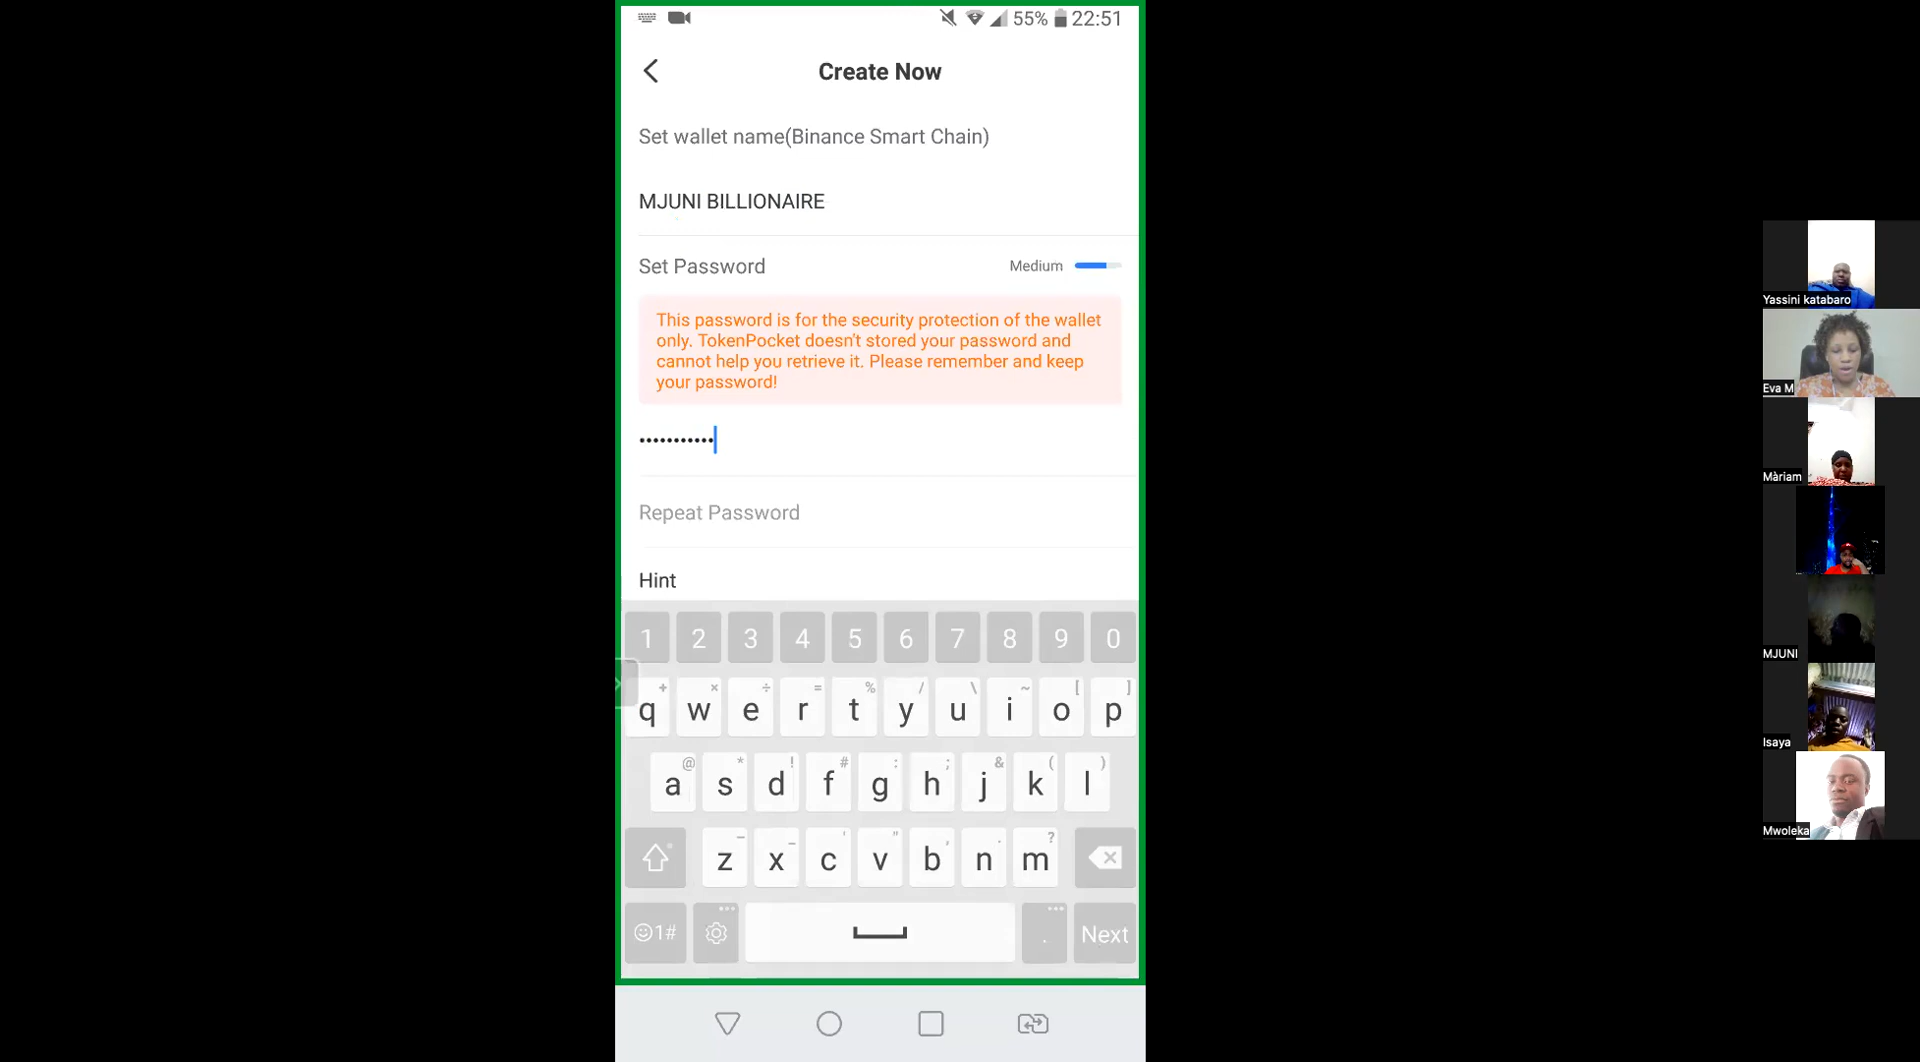 55% 22:51
Create Now
Set wallet name(Binance Smart Chain)
MJUNI BILLIONAIRE
Set Password
Medium
This password is for the security protection of the wallet
only. TokenPocket doesn't stored your password and
cannot help you retrieve it. Please remember and keep
your password!
•••••••••••
Repeat Password
Hint
1 2 3 4 5 6 7 8 9 0
+ × ÷ = % / \ ~ [ ]
q w e r t y u i o p
@ * ! # : ; & ( )
a s d f g h j k l
− _ ' " , . ?
z x c v b n m
☺1# . Next
Yassini katabaro
Eva M
Màriam
MJUNI
Isaya
Mwoleka